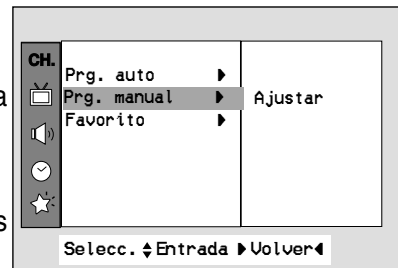 CH.
Prg. auto
a
Prg. manual Ajustar
Favorito
s
Selecc. Entrada Volver